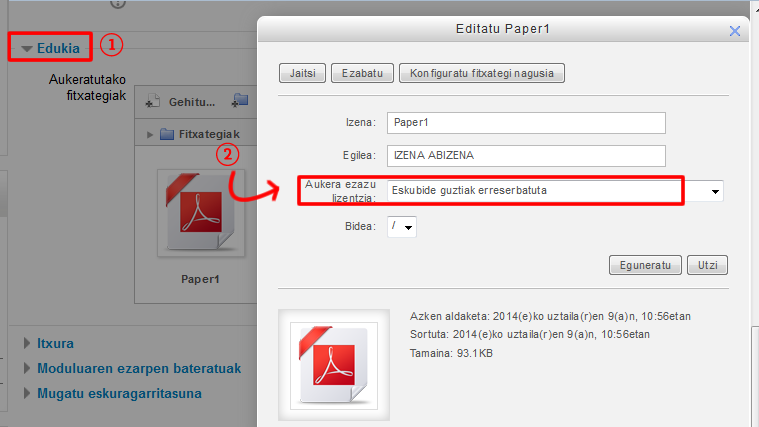 Edukia
①
Aukeratutako
fitxategiak
Gehitu...
Fitxategiak
②
Paper1
Itxura
Moduluaren ezarpen bateratuak
Mugatu eskuragarritasuna
Editatu Paper1
Jaitsi
Ezabatu
Konfiguratu fitxategi nagusia
Izena:
Paper1
Egilea:
IZENA ABIZENA
Aukera ezazu
lizentzia:
Eskubide guztiak erreserbatuta
Bidea:
/
Eguneratu
Utzi
Azken aldaketa: 2014(e)ko uztaila(r)en 9(a)n, 10:56etan
Sortuta: 2014(e)ko uztaila(r)en 9(a)n, 10:56etan
Tamaina: 93.1KB